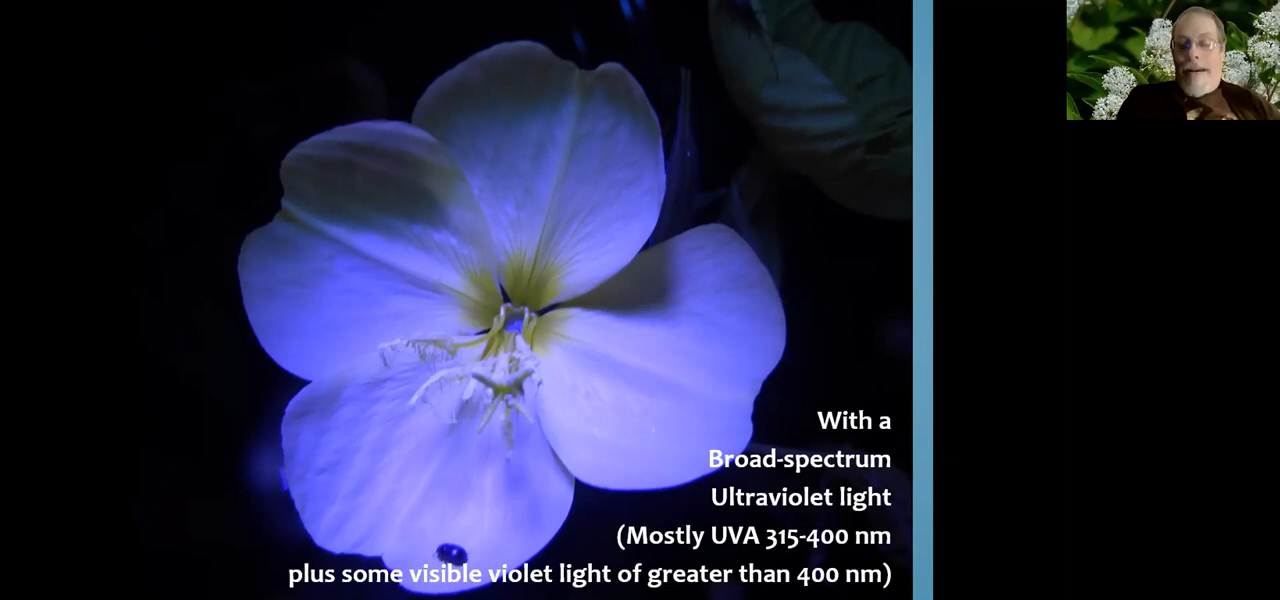 With a
Broad-spectrum
Ultraviolet light
(Mostly UVA 315-400 nm
plus some visible violet light of greater than 400 nm)